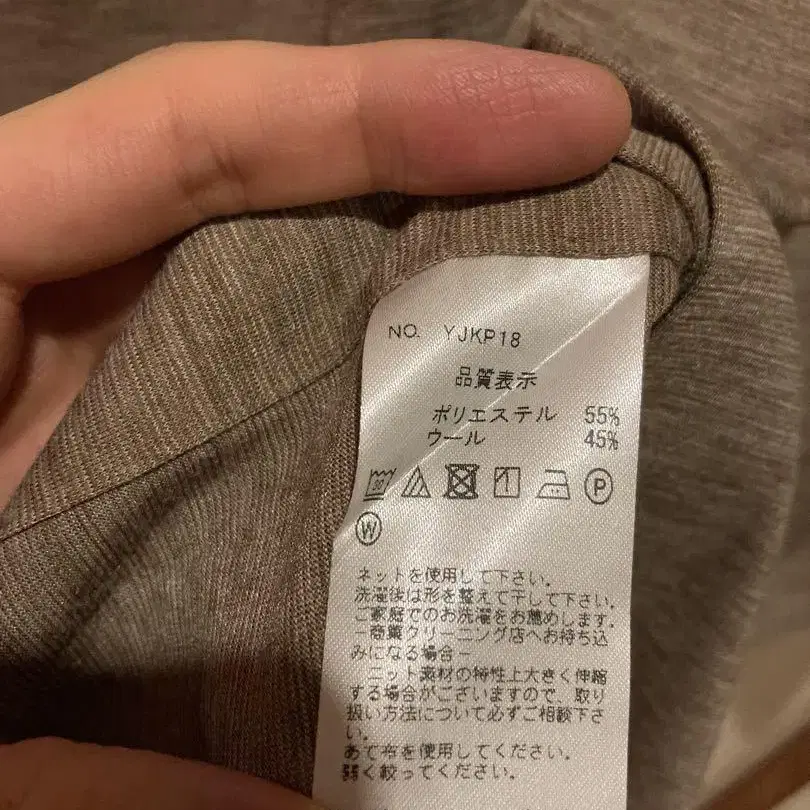 NO. YJKP18
品質表示
ポリエステル 55%
ウール 45%
30
P
W
ネットを使用して下さい。
洗濯後は形を整えて干して下さい。
ご家庭でのお洗濯をお薦めします。
－商業クリーニング店へお持ち込
みになる場合－
ニット素材の特性上大きく伸縮
する場合がございますので、取り
扱い方法について必ずご相談下さ
い。
あて布を使用してください。
弱く絞ってください。